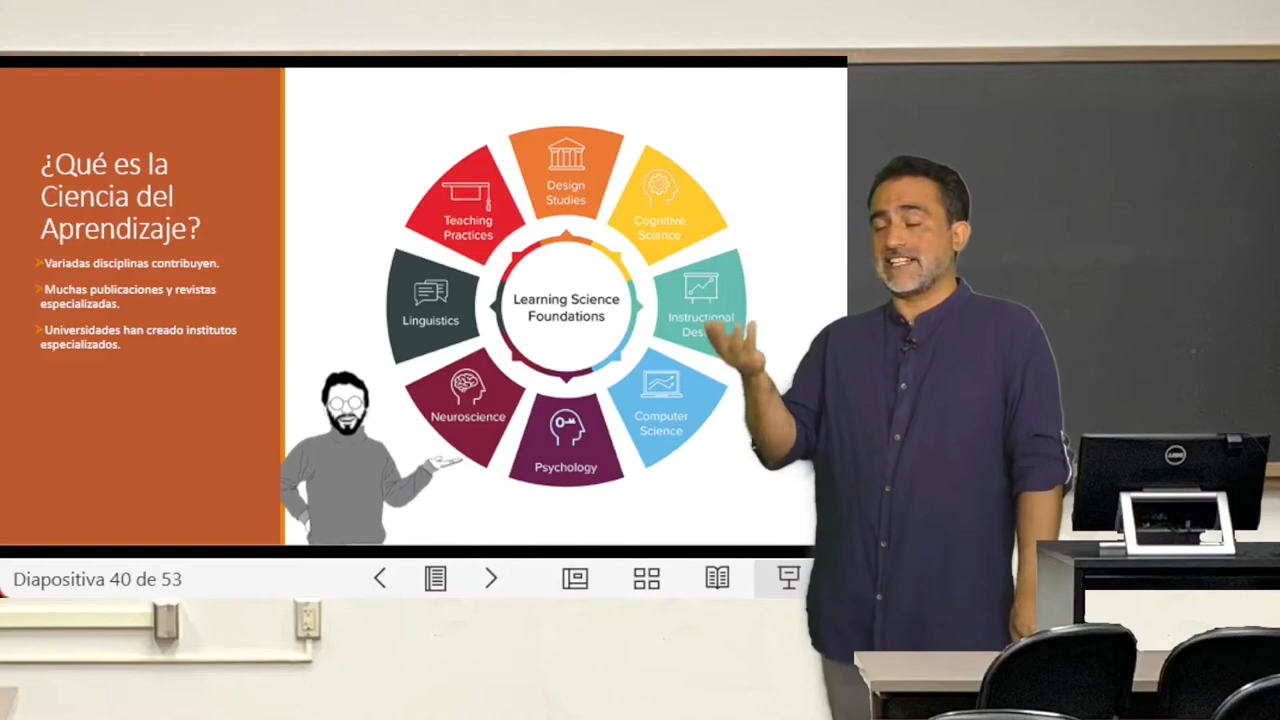 ¿Qué es la
Ciencia del
Aprendizaje?
Variadas disciplinas contribuyen.
Muchas publicaciones y revistas
especializadas.
Universidades han creado institutos
especializados.
Design
Studies
Cognitive
Science
Instructional
Computer
Science
Psychology
Neuroscience
Linguistics
Teaching
Practices
Learning Science
Foundations
Diapositiva 40 de 53
DELL